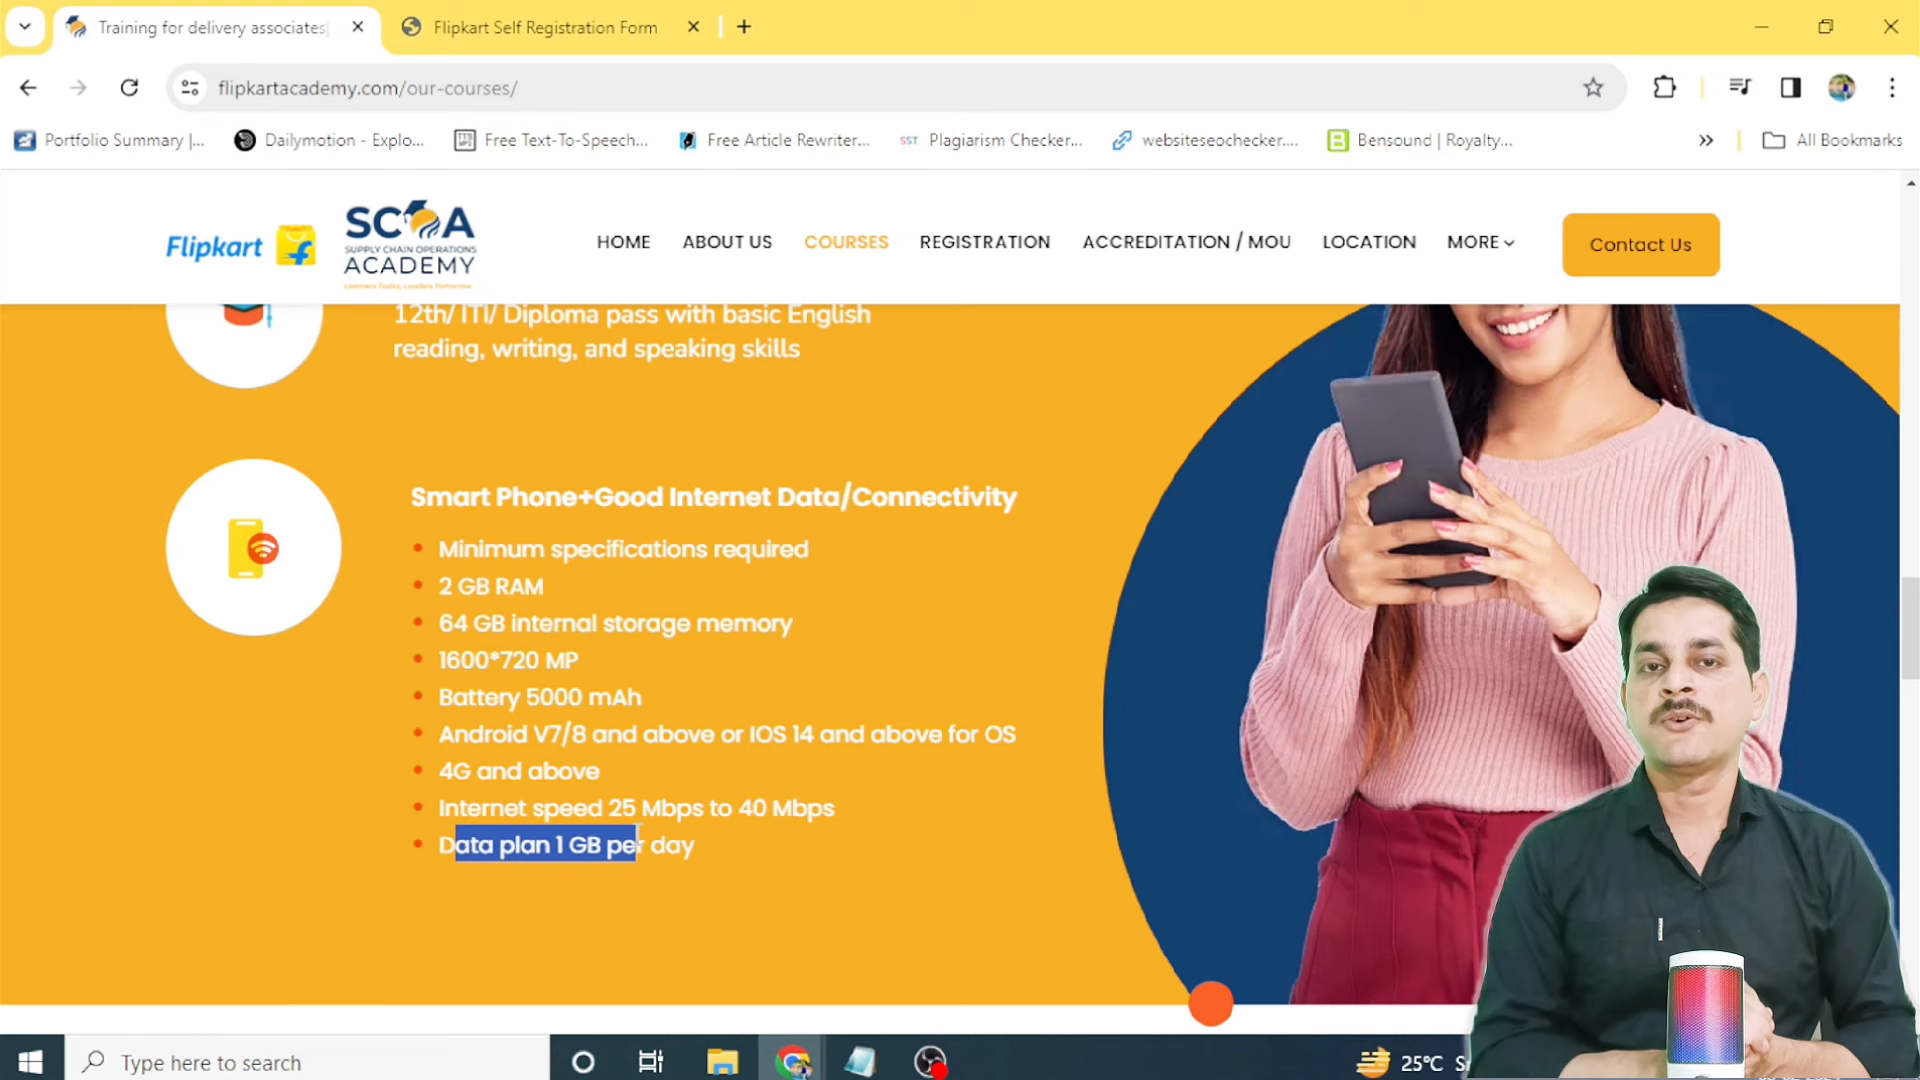 Training for delivery associates|
Flipkart Self Registration Form
flipkartacademy.com/our-courses/
Portfolio Summary |...
Dailymotion - Explo...
Free Text-To-Speech...
Free Article Rewriter...
SST Plagiarism Checker...
websiteseochecker....
B Bensound | Royalty...
All Bookmarks
Flipkart
SCOA
SUPPLY CHAIN OPERATIONS
ACADEMY
Learners Today, Leaders Tomorrow
HOME
ABOUT US
COURSES
REGISTRATION
ACCREDITATION / MOU
LOCATION
MORE
Contact Us
12th/ ITI/ Diploma pass with basic English
reading, writing, and speaking skills
Smart Phone+Good Internet Data/Connectivity
• Minimum specifications required
• 2 GB RAM
• 64 GB internal storage memory
• 1600*720 MP
• Battery 5000 mAh
• Android V7/8 and above or IOS 14 and above for OS
• 4G and above
• Internet speed 25 Mbps to 40 Mbps
• Data plan 1 GB per day
Type here to search
25°C